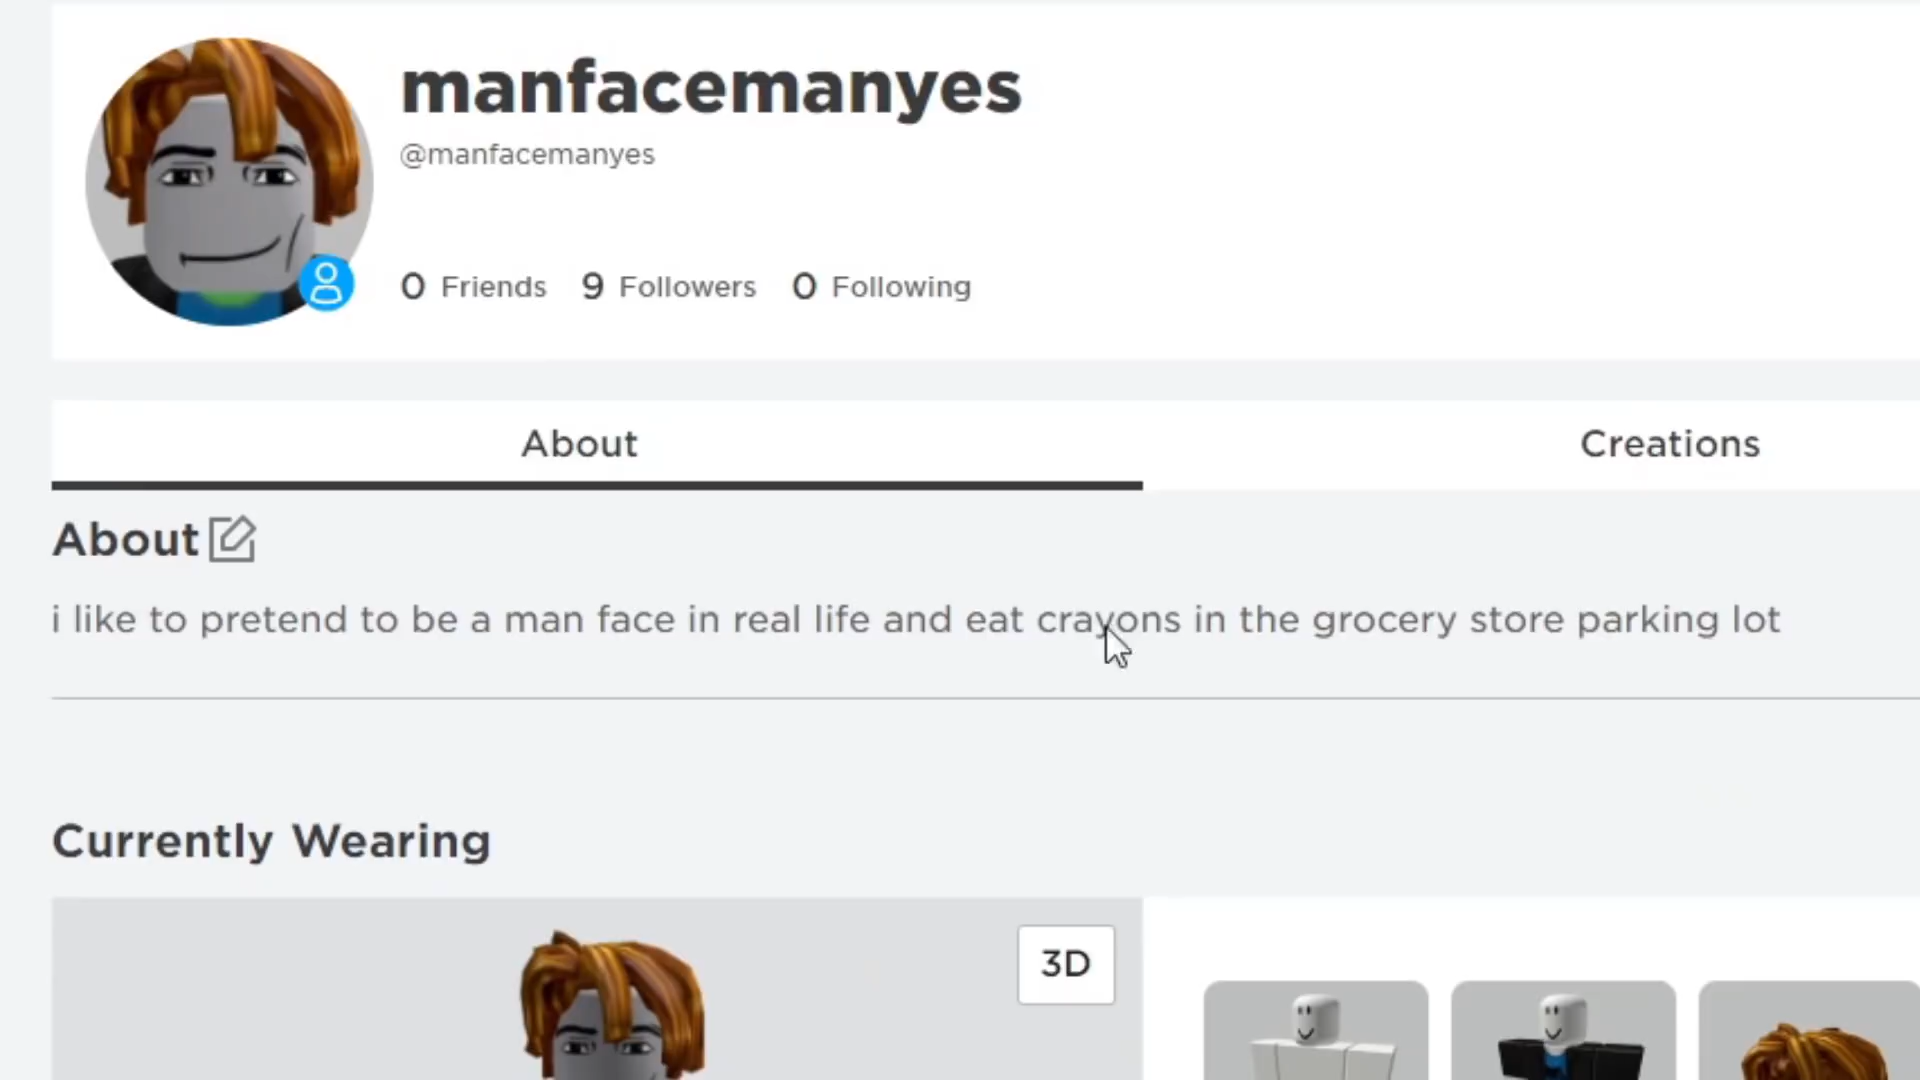 manfacemanyes
@manfacemanyes
0 Friends 9 Followers 0 Following
About Creations
About
i like to pretend to be a man face in real life and eat crayons in the grocery store parking lot
Currently Wearing
3D